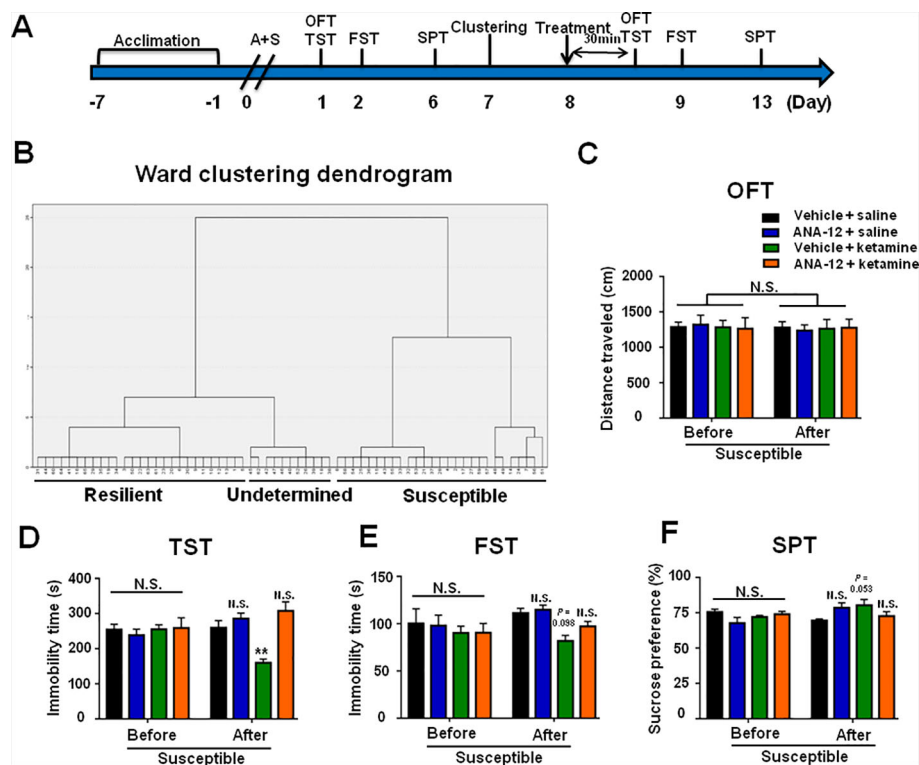 A
Acclimation
A+S
OFT
TST
FST
SPT
Clustering
Treatment
30min
OFT
TST
FST
SPT
-7 -1 0 1 2 6 7 8 9 13 (Day)
B
Ward clustering dendrogram
Resilient Undetermined Susceptible
C
OFT
Vehicle + saline
ANA-12 + saline
Vehicle + ketamine
ANA-12 + ketamine
Distance traveled (cm)
2000
1500
1000
500
0
N.S.
Before After
Susceptible
D
TST
Immobility time (s)
400
300
200
100
0
N.S.
N.S.
**
N.S.
Before After
Susceptible
E
FST
Immobility time (s)
150
100
50
0
N.S.
N.S.
P =
0.098
N.S.
Before After
Susceptible
F
SPT
Sucrose preference (%)
100
75
50
25
0
N.S.
N.S.
P =
0.053
N.S.
Before After
Susceptible